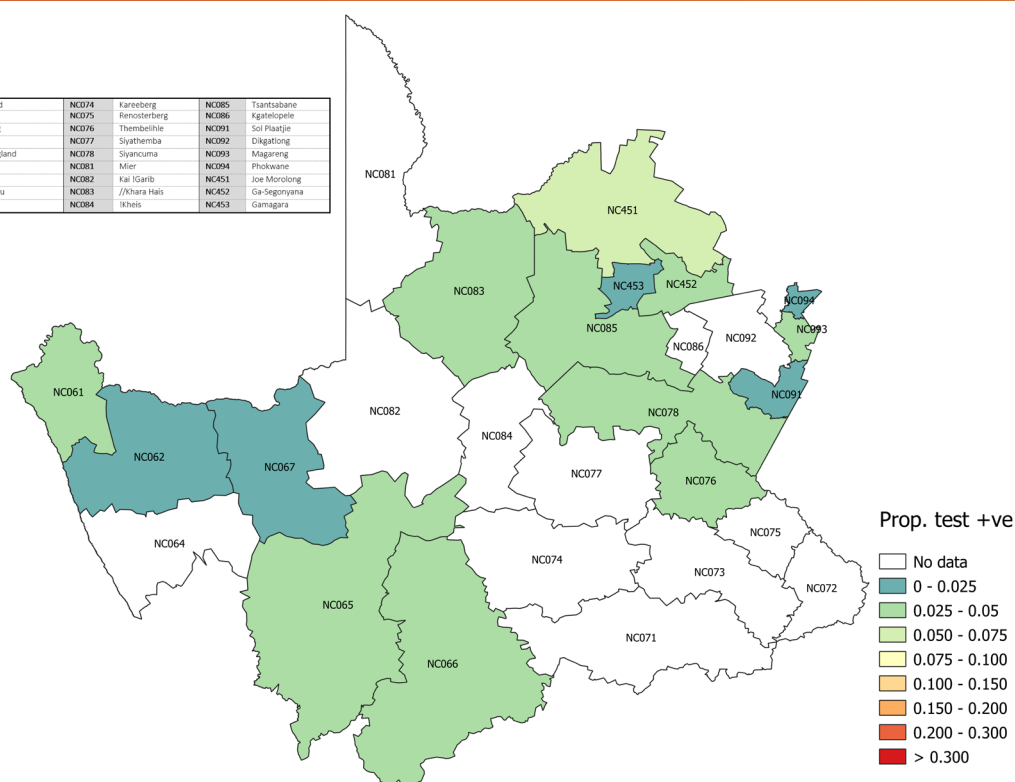 d NC074 Kareeberg NC085 Tsantsabane
NC075 Renosterberg NC086 Kgatelopele
g NC076 Thembelihle NC091 Sol Plaatjie
NC077 Siyathemba NC092 Dikgatlong
gland NC078 Siyancuma NC093 Magareng
NC081 Mier NC094 Phokwane
NC082 Kai !Garib NC451 Joe Morolong
u NC083 //Khara Hais NC452 Ga-Segonyana
NC084 !Kheis NC453 Gamagara
NC081
NC451
NC083
NC453
NC452
NC094
NC085
NC093
NC092
NC086
NC061
NC091
NC082
NC078
NC084
NC062
NC067
NC077
NC076
NC064
NC075
NC074
NC073
NC072
NC065
NC071
NC066
Prop. test +ve
No data
0 - 0.025
0.025 - 0.05
0.050 - 0.075
0.075 - 0.100
0.100 - 0.150
0.150 - 0.200
0.200 - 0.300
> 0.300